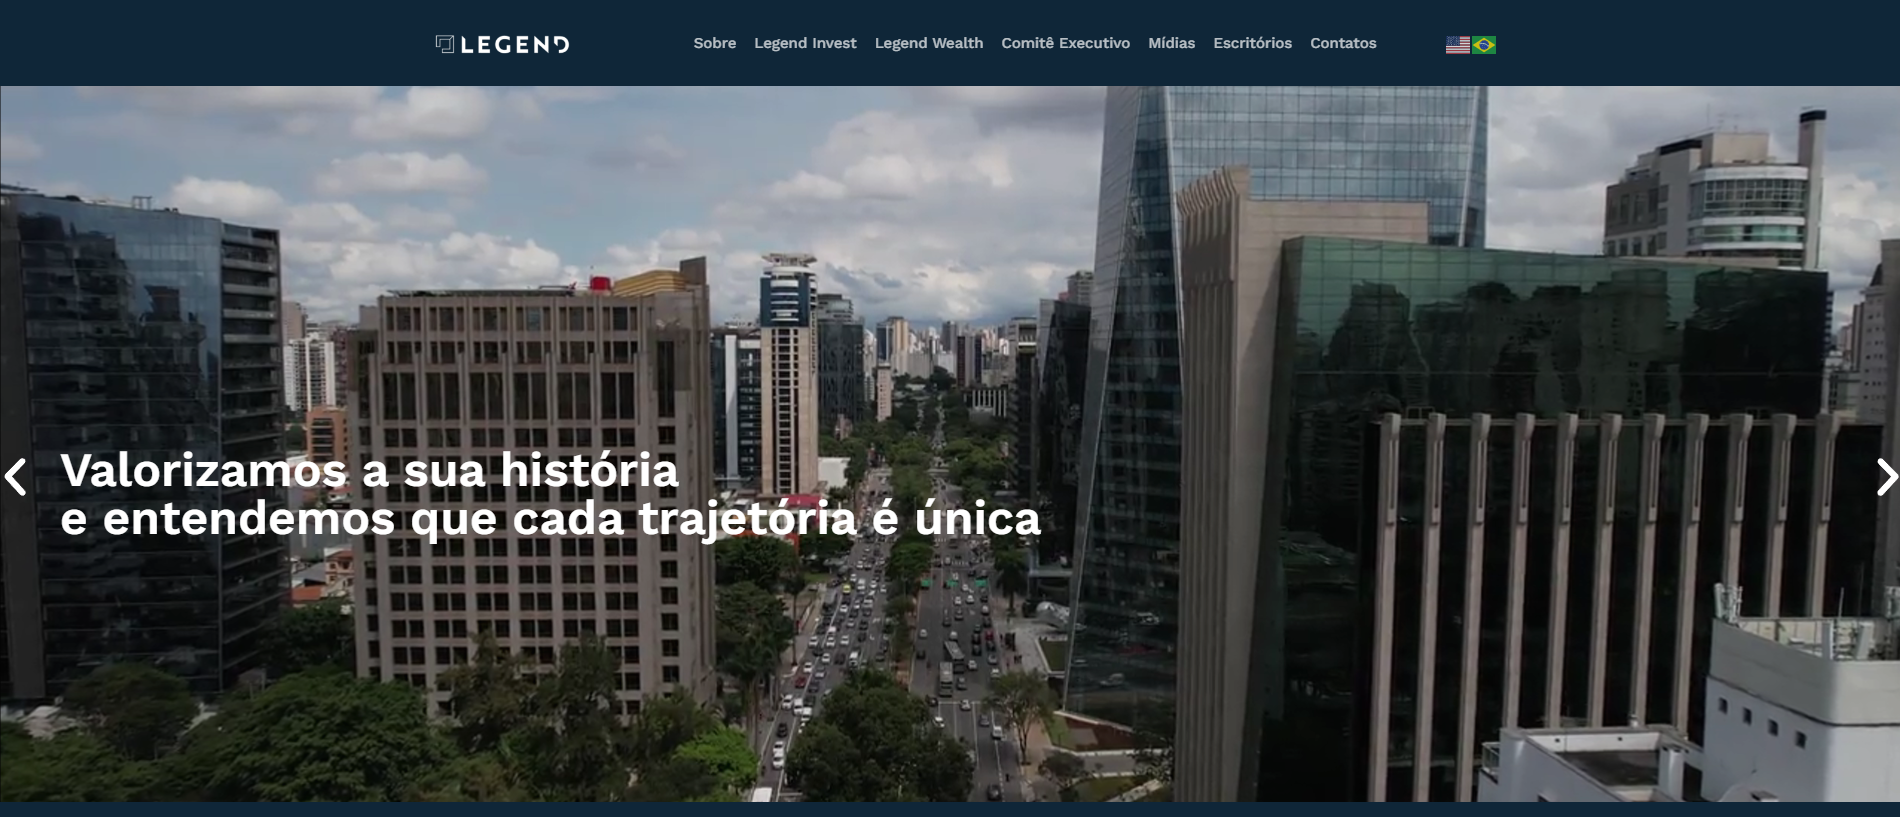 LEGEND
Sobre Legend Invest Legend Wealth Comitê Executivo Mídias Escritórios Contatos
Valorizamos a sua história
e entendemos que cada trajetória é única